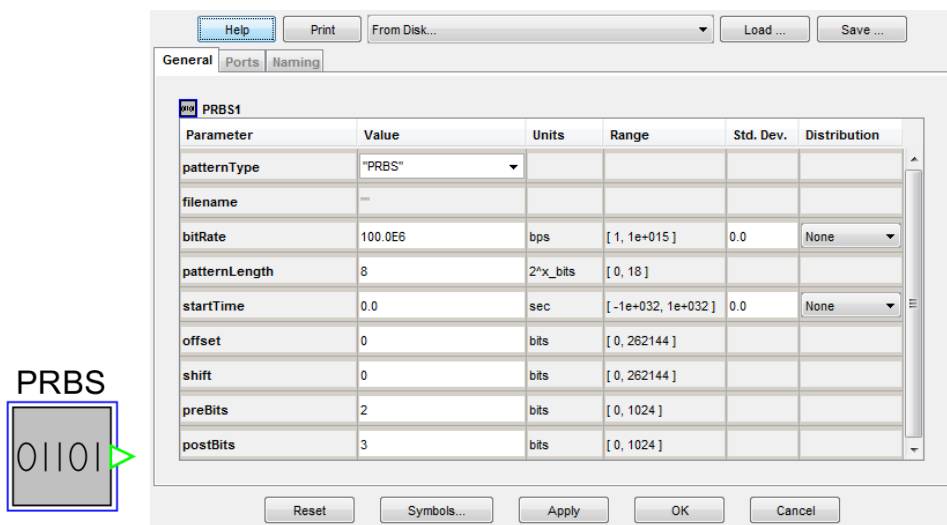 Help Print From Disk... Load ... Save ...
General Ports Naming
PRBS1
Parameter Value Units Range Std. Dev. Distribution
patternType "PRBS"
filename ""
bitRate 100.0E6 bps [ 1, 1e+015 ] 0.0 None
patternLength 8 2^x_bits [ 0, 18 ]
startTime 0.0 sec [ -1e+032, 1e+032 ] 0.0 None
offset 0 bits [ 0, 262144 ]
shift 0 bits [ 0, 262144 ]
preBits 2 bits [ 0, 1024 ]
postBits 3 bits [ 0, 1024 ]
PRBS
01101
Reset Symbols... Apply OK Cancel